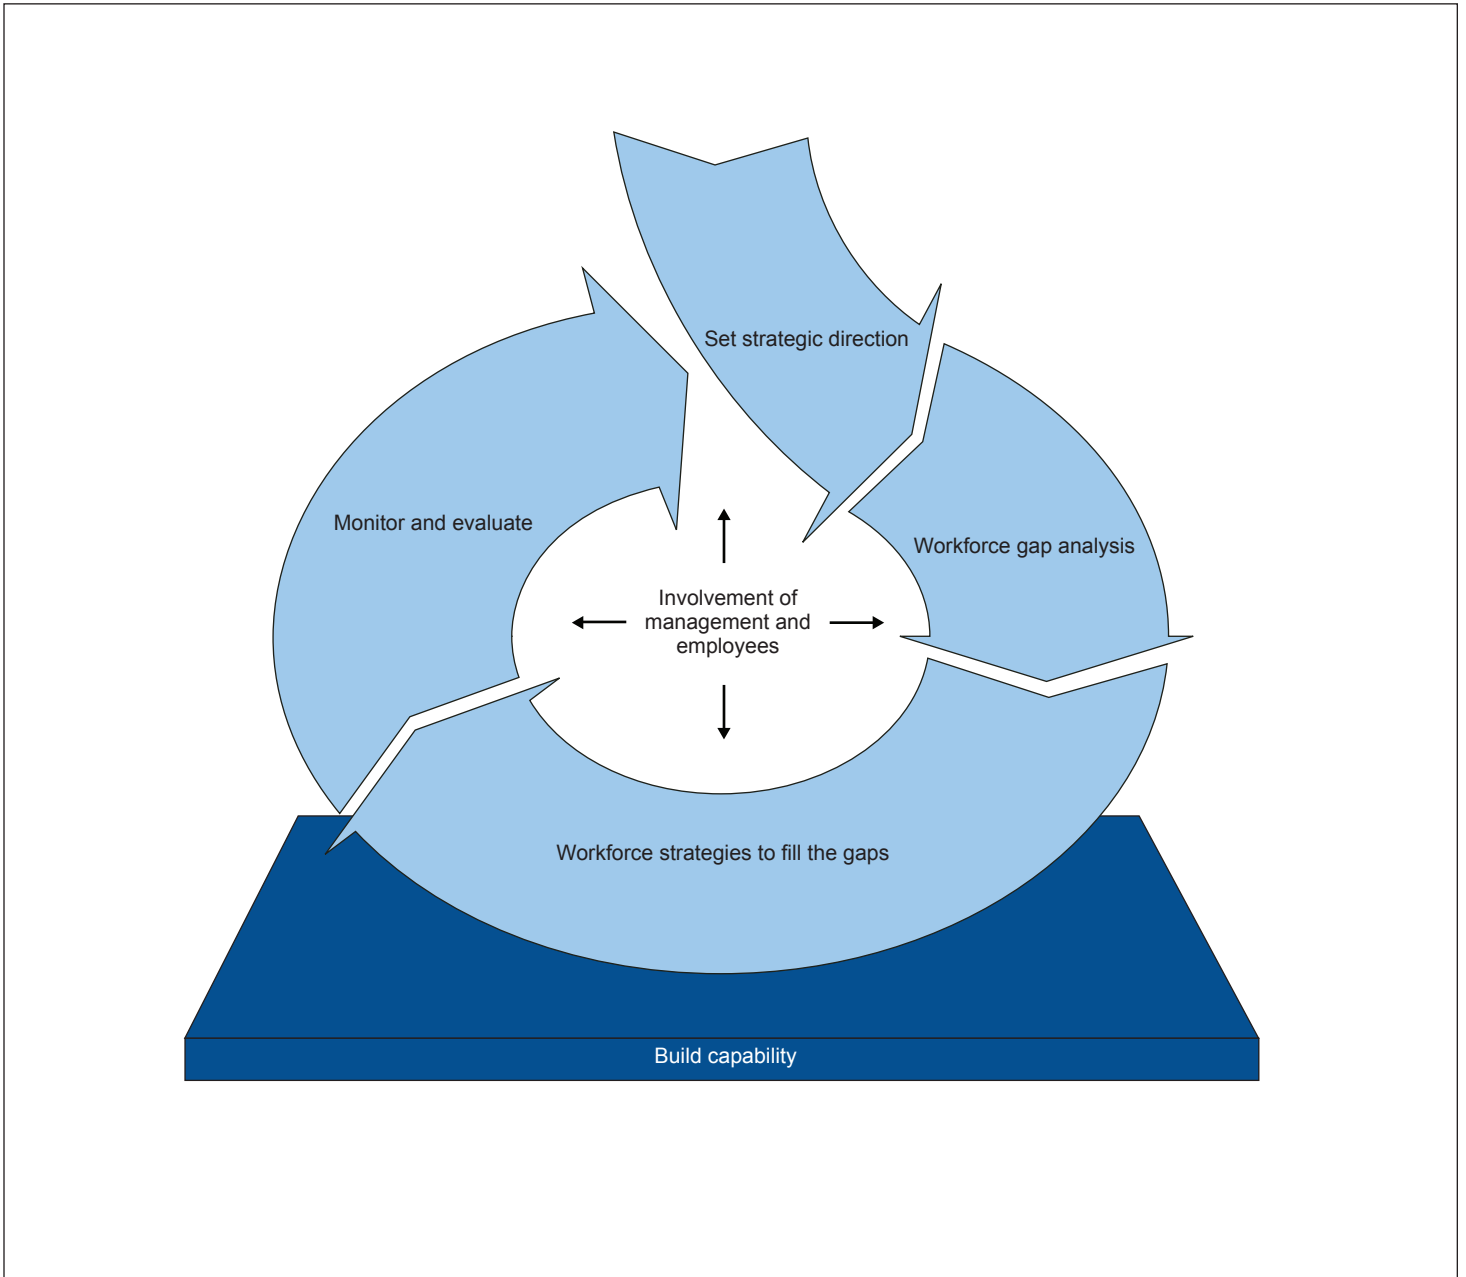 Set strategic direction
Monitor and evaluate
Workforce gap analysis
Involvement of
management and
employees
Workforce strategies to fill the gaps
Build capability